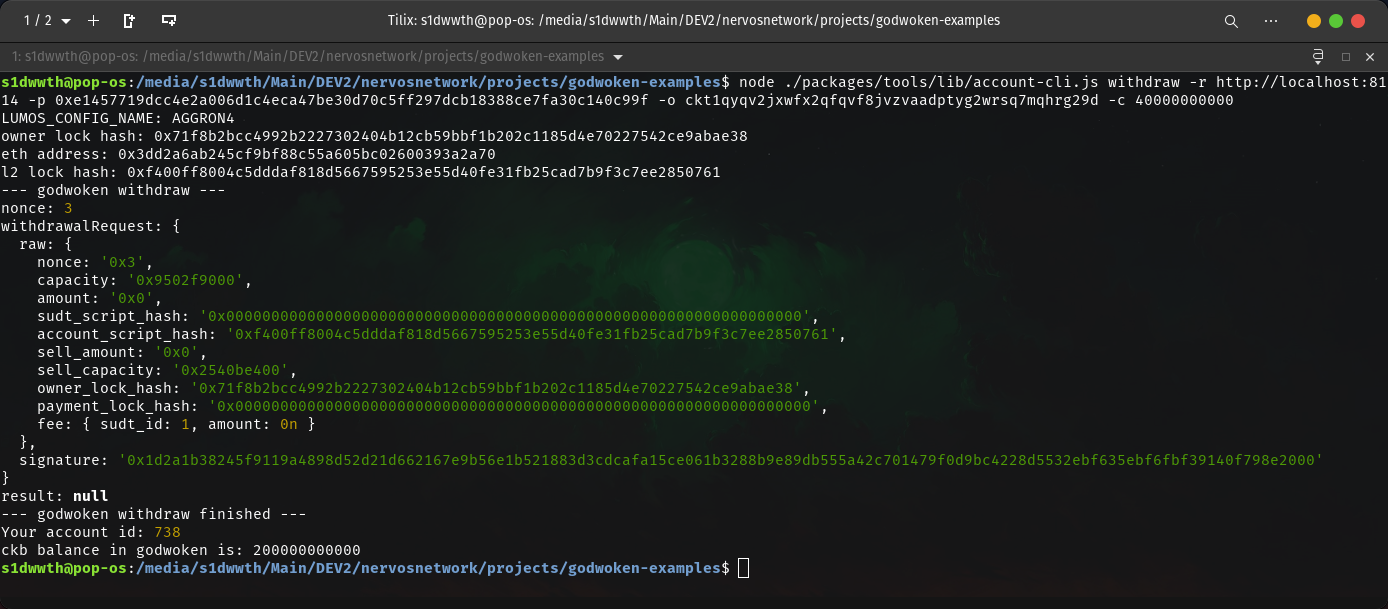 1 / 2
Tilix: s1dwwth@pop-os: /media/s1dwwth/Main/DEV2/nervosnetwork/projects/godwoken-examples
1: s1dwwth@pop-os: /media/s1dwwth/Main/DEV2/nervosnetwork/projects/godwoken-examples
s1dwwth@pop-os:/media/s1dwwth/Main/DEV2/nervosnetwork/projects/godwoken-examples$ node ./packages/tools/lib/account-cli.js withdraw -r http://localhost:81
14 -p 0xe1457719dcc4e2a006d1c4eca47be30d70c5ff297dcb18388ce7fa30c140c99f -o ckt1qyqv2jxwfx2qfqvf8jvzvaadptyg2wrsq7mqhrg29d -c 40000000000
LUMOS_CONFIG_NAME: AGGRON4
owner lock hash: 0x71f8b2bcc4992b2227302404b12cb59bbf1b202c1185d4e70227542ce9abae38
eth address: 0x3dd2a6ab245cf9bf88c55a605bc02600393a2a70
l2 lock hash: 0xf400ff8004c5dddaf818d5667595253e55d40fe31fb25cad7b9f3c7ee2850761
--- godwoken withdraw ---
nonce: 3
withdrawalRequest: {
  raw: {
    nonce: '0x3',
    capacity: '0x9502f9000',
    amount: '0x0',
    sudt_script_hash: '0x0000000000000000000000000000000000000000000000000000000000000000',
    account_script_hash: '0xf400ff8004c5dddaf818d5667595253e55d40fe31fb25cad7b9f3c7ee2850761',
    sell_amount: '0x0',
    sell_capacity: '0x2540be400',
    owner_lock_hash: '0x71f8b2bcc4992b2227302404b12cb59bbf1b202c1185d4e70227542ce9abae38',
    payment_lock_hash: '0x0000000000000000000000000000000000000000000000000000000000000000',
    fee: { sudt_id: 1, amount: 0n }
  },
  signature: '0x1d2a1b38245f9119a4898d52d21d662167e9b56e1b521883d3cdcafa15ce061b3288b9e89db555a42c701479f0d9bc4228d5532ebf635ebf6fbf39140f798e2000'
}
result: null
--- godwoken withdraw finished ---
Your account id: 738
ckb balance in godwoken is: 200000000000
s1dwwth@pop-os:/media/s1dwwth/Main/DEV2/nervosnetwork/projects/godwoken-examples$